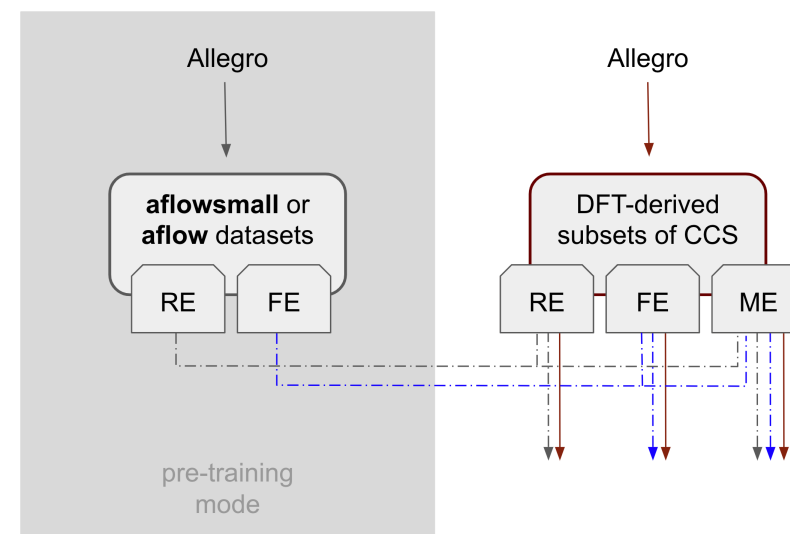 Allegro
aflowsmall or
aflow datasets
RE
FE
pre-training
mode
Allegro
DFT-derived
subsets of CCS
RE
FE
ME